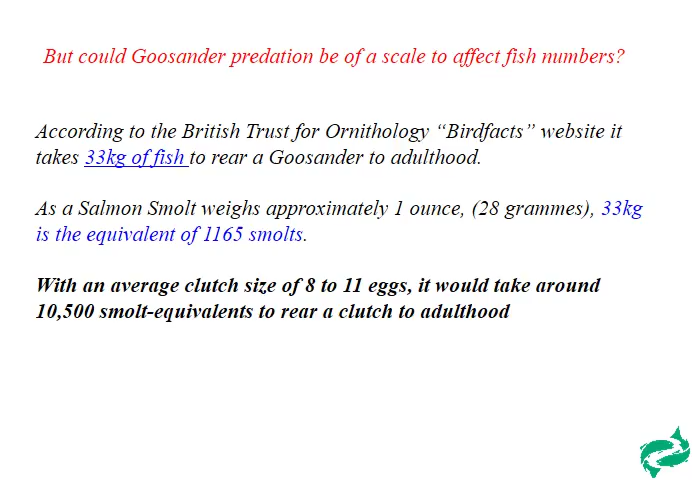 But could Goosander predation be of a scale to affect fish numbers?
According to the British Trust for Ornithology “Birdfacts” website it
takes 33kg of fish to rear a Goosander to adulthood.
As a Salmon Smolt weighs approximately 1 ounce, (28 grammes), 33kg
is the equivalent of 1165 smolts.
With an average clutch size of 8 to 11 eggs, it would take around
10,500 smolt-equivalents to rear a clutch to adulthood